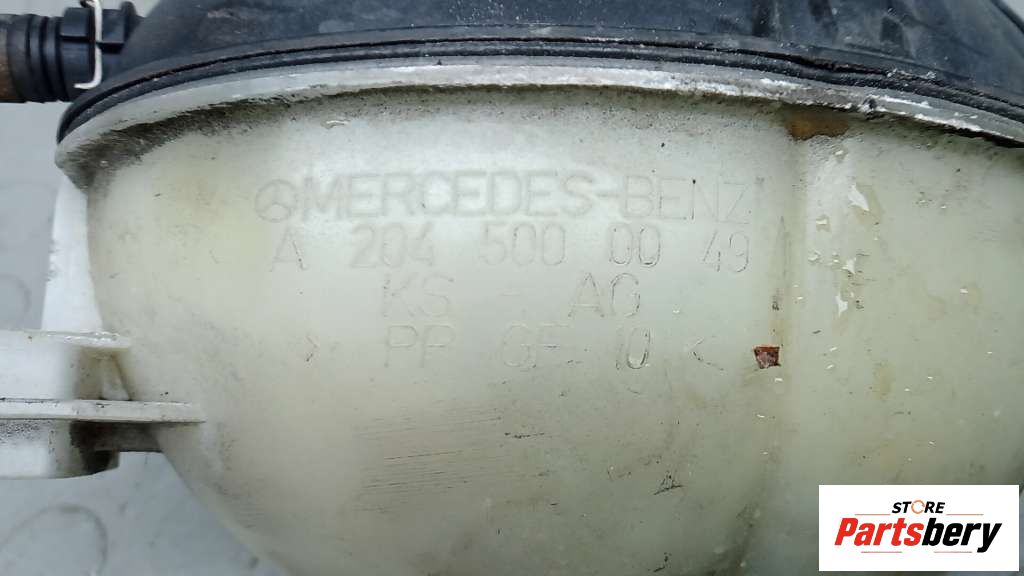 MERCEDES-BENZ
A 204 500 00 49
KS - AG
> PP GF 10 <
STORE
Partsbery